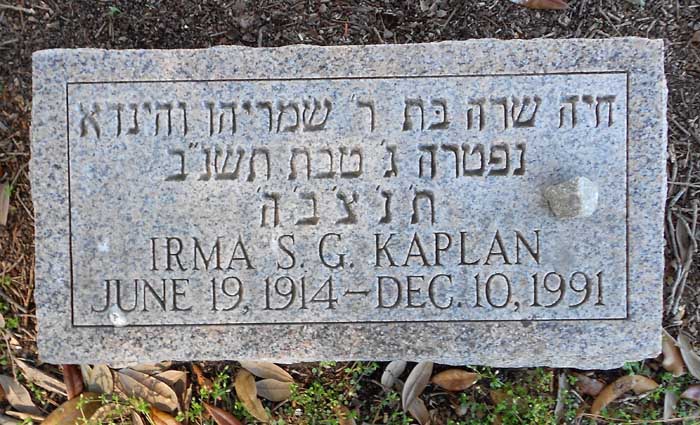 חיה שרה בת ר׳ שמריהו והינדא
נפטרה ג׳ טבת תשנ״ב
ת׳נ׳צ׳ב׳ה׳
IRMA S. G. KAPLAN
JUNE 19, 1914 – DEC. 10, 1991